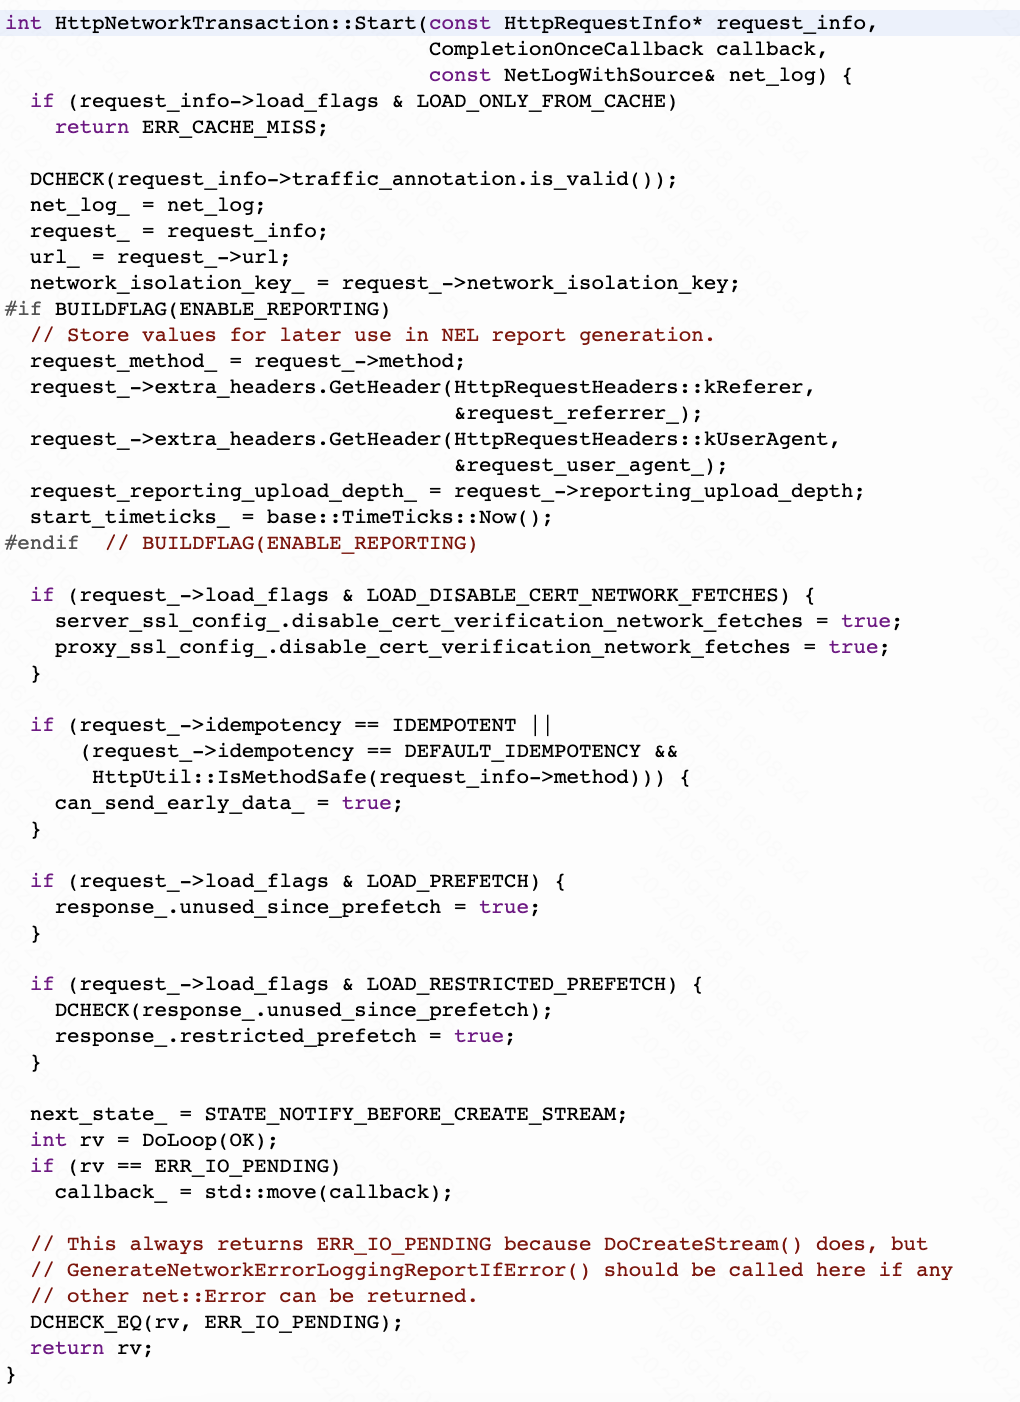 int HttpNetworkTransaction::Start(const HttpRequestInfo* request_info,
                                  CompletionOnceCallback callback,
                                  const NetLogWithSource& net_log) {
  if (request_info->load_flags & LOAD_ONLY_FROM_CACHE)
    return ERR_CACHE_MISS;

  DCHECK(request_info->traffic_annotation.is_valid());
  net_log_ = net_log;
  request_ = request_info;
  url_ = request_->url;
  network_isolation_key_ = request_->network_isolation_key;
#if BUILDFLAG(ENABLE_REPORTING)
  // Store values for later use in NEL report generation.
  request_method_ = request_->method;
  request_->extra_headers.GetHeader(HttpRequestHeaders::kReferer,
                                    &request_referrer_);
  request_->extra_headers.GetHeader(HttpRequestHeaders::kUserAgent,
                                    &request_user_agent_);
  request_reporting_upload_depth_ = request_->reporting_upload_depth;
  start_timeticks_ = base::TimeTicks::Now();
#endif  // BUILDFLAG(ENABLE_REPORTING)

  if (request_->load_flags & LOAD_DISABLE_CERT_NETWORK_FETCHES) {
    server_ssl_config_.disable_cert_verification_network_fetches = true;
    proxy_ssl_config_.disable_cert_verification_network_fetches = true;
  }

  if (request_->idempotency == IDEMPOTENT ||
      (request_->idempotency == DEFAULT_IDEMPOTENCY &&
       HttpUtil::IsMethodSafe(request_info->method))) {
    can_send_early_data_ = true;
  }

  if (request_->load_flags & LOAD_PREFETCH) {
    response_.unused_since_prefetch = true;
  }

  if (request_->load_flags & LOAD_RESTRICTED_PREFETCH) {
    DCHECK(response_.unused_since_prefetch);
    response_.restricted_prefetch = true;
  }

  next_state_ = STATE_NOTIFY_BEFORE_CREATE_STREAM;
  int rv = DoLoop(OK);
  if (rv == ERR_IO_PENDING)
    callback_ = std::move(callback);

  // This always returns ERR_IO_PENDING because DoCreateStream() does, but
  // GenerateNetworkErrorLoggingReportIfError() should be called here if any
  // other net::Error can be returned.
  DCHECK_EQ(rv, ERR_IO_PENDING);
  return rv;
}